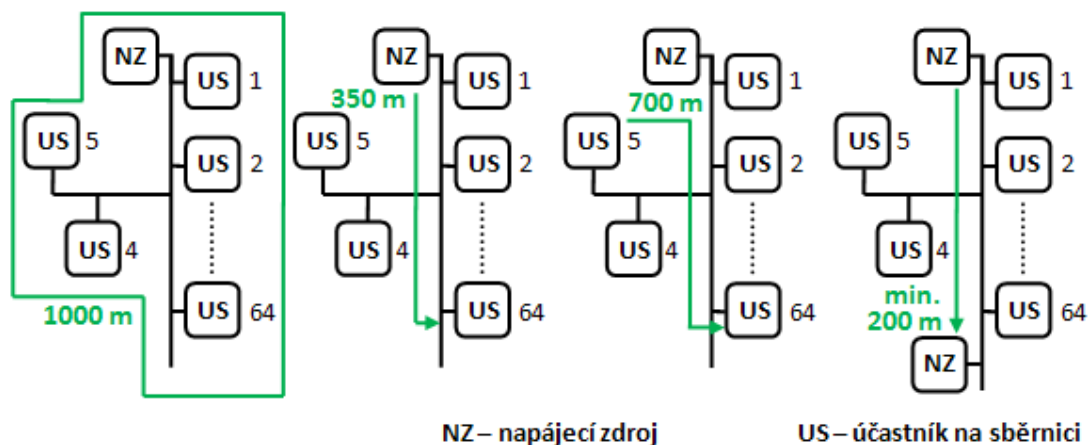 NZ
US 1
US 5
US 2
US 4
US 64
1000 m
NZ
350 m
US 1
US 5
US 2
US 4
US 64
NZ
700 m
US 1
US 5
US 2
US 64
NZ
US 1
US 5
US 2
US 4
min.
200 m
US 64
NZ
NZ – napájecí zdroj
US – účastník na sběrnici